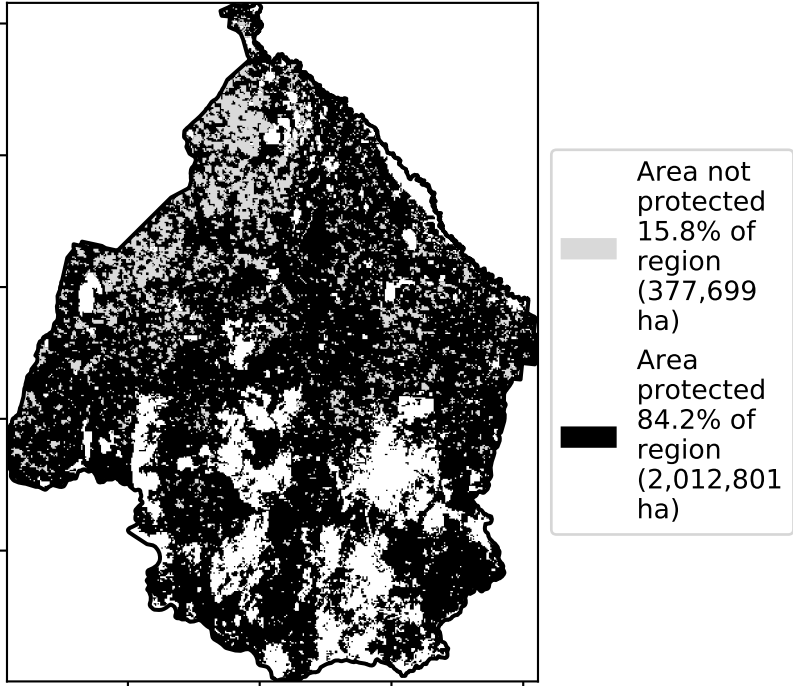 Area not
protected
15.8% of
region
(377,699
ha)
Area
protected
84.2% of
region
(2,012,801
ha)